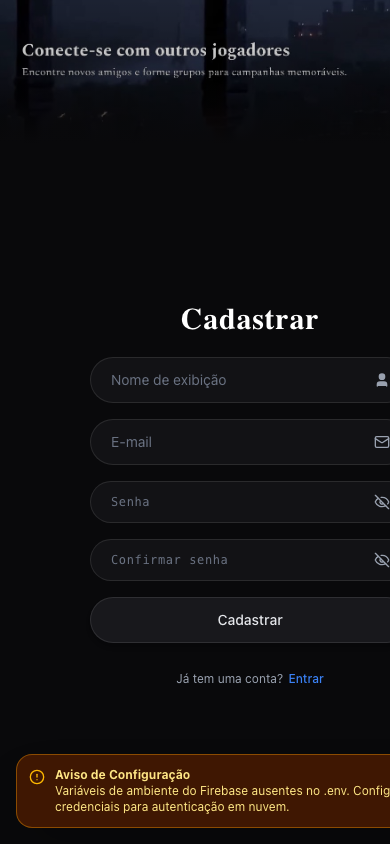 Conecte-se com outros jogadores
Encontre novos amigos e forme grupos para campanhas memoráveis.
Cadastrar
Nome de exibição
E-mail
Senha
Confirmar senha
Cadastrar
Já tem uma conta? Entrar
Aviso de Configuração
Variáveis de ambiente do Firebase ausentes no .env. Config
credenciais para autenticação em nuvem.